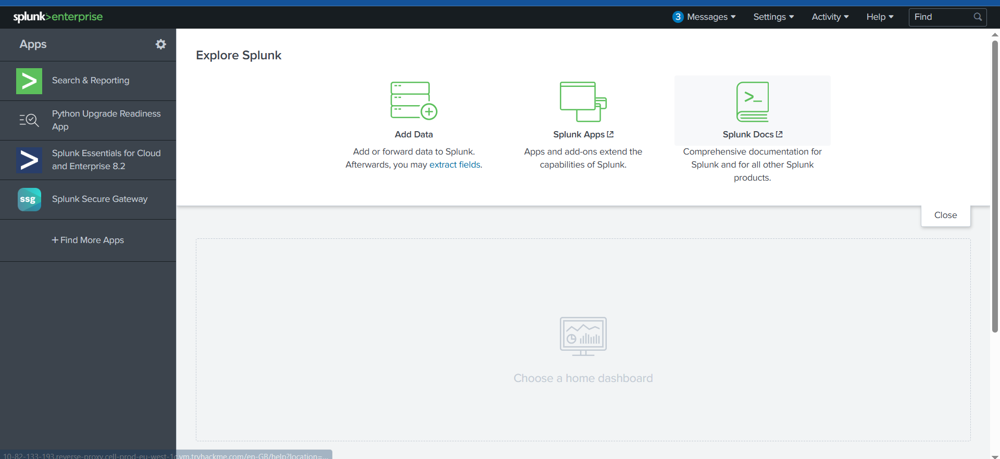 splunk>enterprise
3 Messages Settings Activity Help Find
Apps
Search & Reporting
Python Upgrade Readiness
App
Splunk Essentials for Cloud
and Enterprise 8.2
ssg
Splunk Secure Gateway
+ Find More Apps
Explore Splunk
Add Data
Add or forward data to Splunk.
Afterwards, you may extract fields.
Splunk Apps
Apps and add-ons extend the
capabilities of Splunk.
>_
Splunk Docs
Comprehensive documentation for
Splunk and for all other Splunk
products.
Close
Choose a home dashboard
10-82-133-193.reverse-proxy.cell-prod-eu-west-1c.vm.tryhackme.com/en-GB/help?location=...